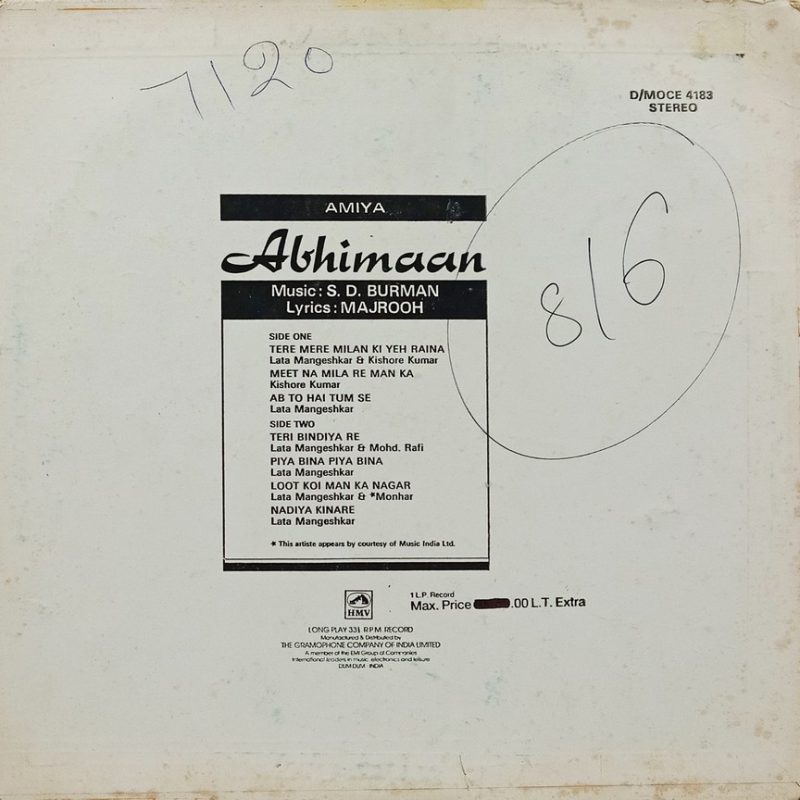 7120
D/MOCE 4183
STEREO
AMIYA
Abhimaan
Music: S. D. BURMAN
Lyrics: MAJROOH
816
SIDE ONE
TERE MERE MILAN KI YEH RAINA
Lata Mangeshkar & Kishore Kumar
MEET NA MILA RE MAN KA
Kishore Kumar
AB TO HAI TUM SE
Lata Mangeshkar
SIDE TWO
TERI BINDIYA RE
Lata Mangeshkar & Mohd. Rafi
PIYA BINA PIYA BINA
Lata Mangeshkar
LOOT KOI MAN KA NAGAR
Lata Mangeshkar & *Monhar
NADIYA KINARE
Lata Mangeshkar
* This artiste appears by courtesy of Music India Ltd.
1 L.P. Record
Max. Price .00 L.T. Extra
HMV
LONG PLAY 33⅓ R.P.M. RECORD
Manufactured & Distributed by
THE GRAMOPHONE COMPANY OF INDIA LIMITED
A member of the EMI Group of Companies
International leaders in music, electronics and leisure
DUM DUM · INDIA